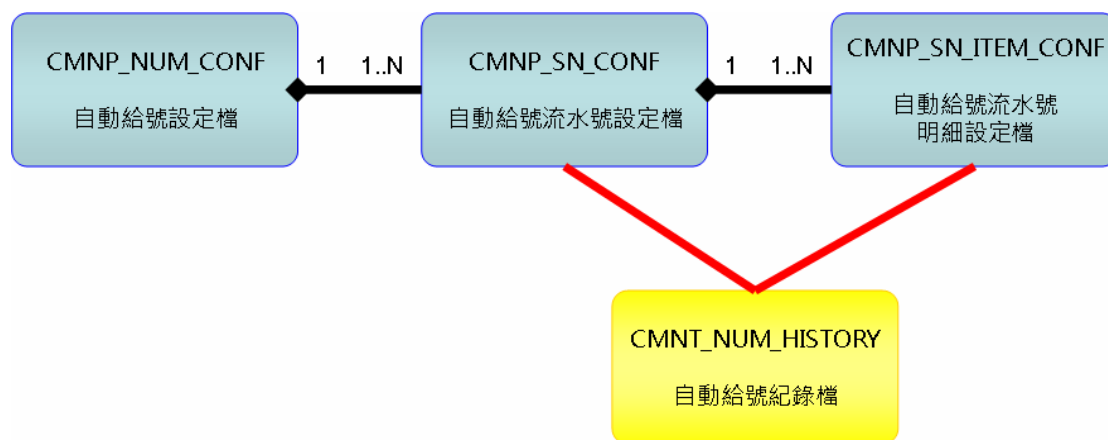 CMNP_NUM_CONF
自動給號設定檔
1 1..N
CMNP_SN_CONF
自動給號流水號設定檔
1 1..N
CMNP_SN_ITEM_CONF
自動給號流水號
明細設定檔
CMNT_NUM_HISTORY
自動給號紀錄檔